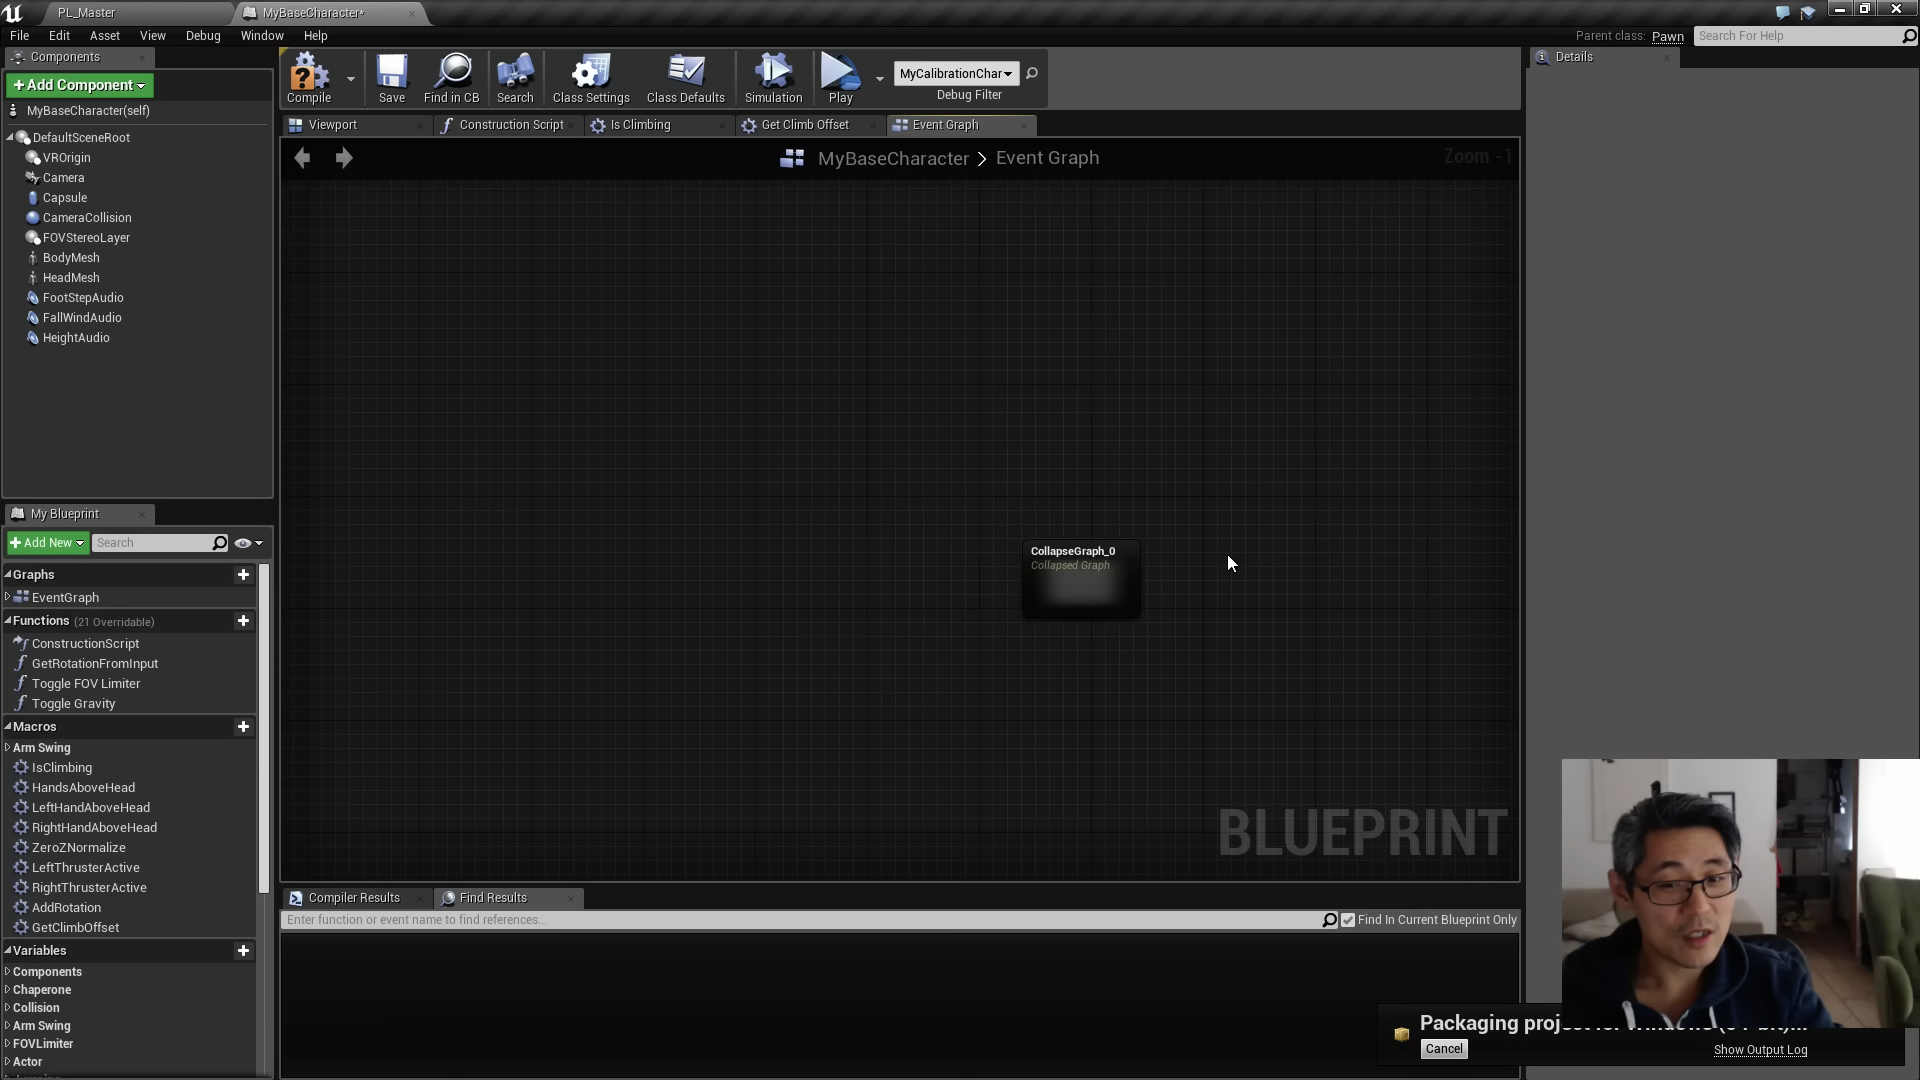 PL_Master
MyBaseCharacter*
File Edit Asset View Debug Window Help
Parent class: Pawn
Search For Help
Components
+ Add Component
MyBaseCharacter(self)
DefaultSceneRoot
VROrigin
Camera
Capsule
CameraCollision
FOVStereoLayer
BodyMesh
HeadMesh
FootStepAudio
FallWindAudio
HeightAudio
Compile
Save
Find in CB
Search
Class Settings
Class Defaults
Simulation
Play
MyCalibrationChar
Debug Filter
Details
Viewport
Construction Script
Is Climbing
Get Climb Offset
Event Graph
MyBaseCharacter > Event Graph
Zoom -1
CollapseGraph_0
Collapsed Graph
BLUEPRINT
My Blueprint
+ Add New
Search
Graphs
EventGraph
Functions (21 Overridable)
ConstructionScript
GetRotationFromInput
Toggle FOV Limiter
Toggle Gravity
Macros
Arm Swing
IsClimbing
HandsAboveHead
LeftHandAboveHead
RightHandAboveHead
ZeroZNormalize
LeftThrusterActive
RightThrusterActive
AddRotation
GetClimbOffset
Variables
Components
Chaperone
Collision
Arm Swing
FOVLimiter
Actor
Compiler Results
Find Results
Enter function or event name to find references...
Find In Current Blueprint Only
Packaging
Cancel
Show Output Log